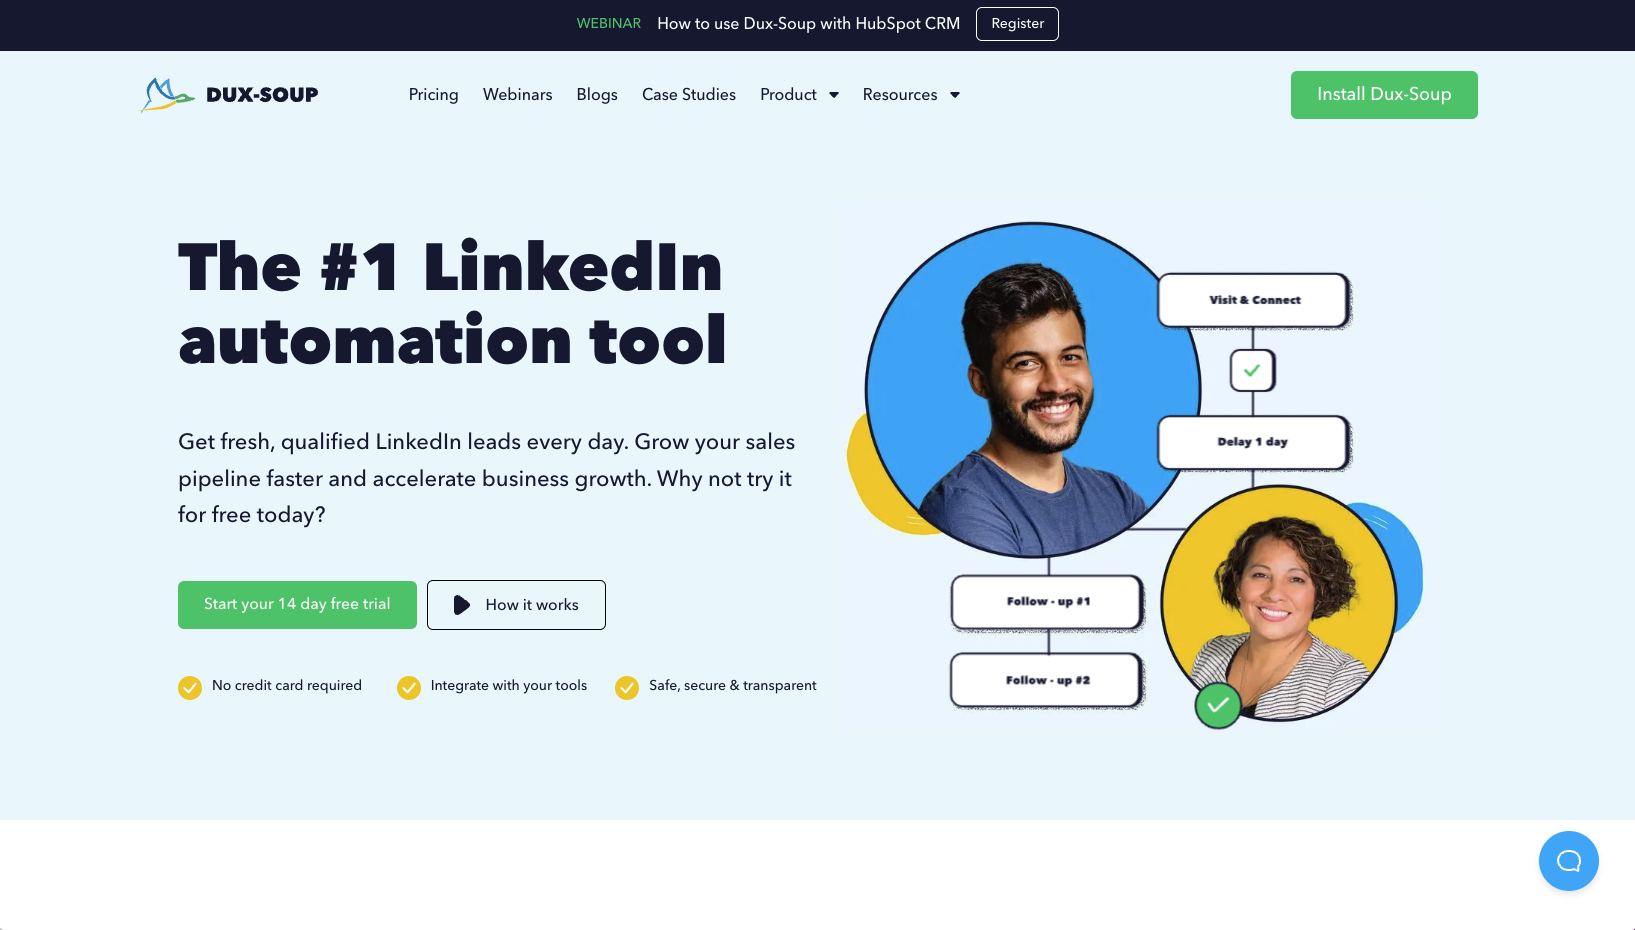 WEBINAR How to use Dux-Soup with HubSpot CRM Register
DUX-SOUP Pricing Webinars Blogs Case Studies Product Resources Install Dux-Soup
The #1 LinkedIn
automation tool
Get fresh, qualified LinkedIn leads every day. Grow your sales
pipeline faster and accelerate business growth. Why not try it
for free today?
Start your 14 day free trial How it works
No credit card required Integrate with your tools Safe, secure & transparent
Visit & Connect
Delay 1 day
Follow - up #1
Follow - up #2